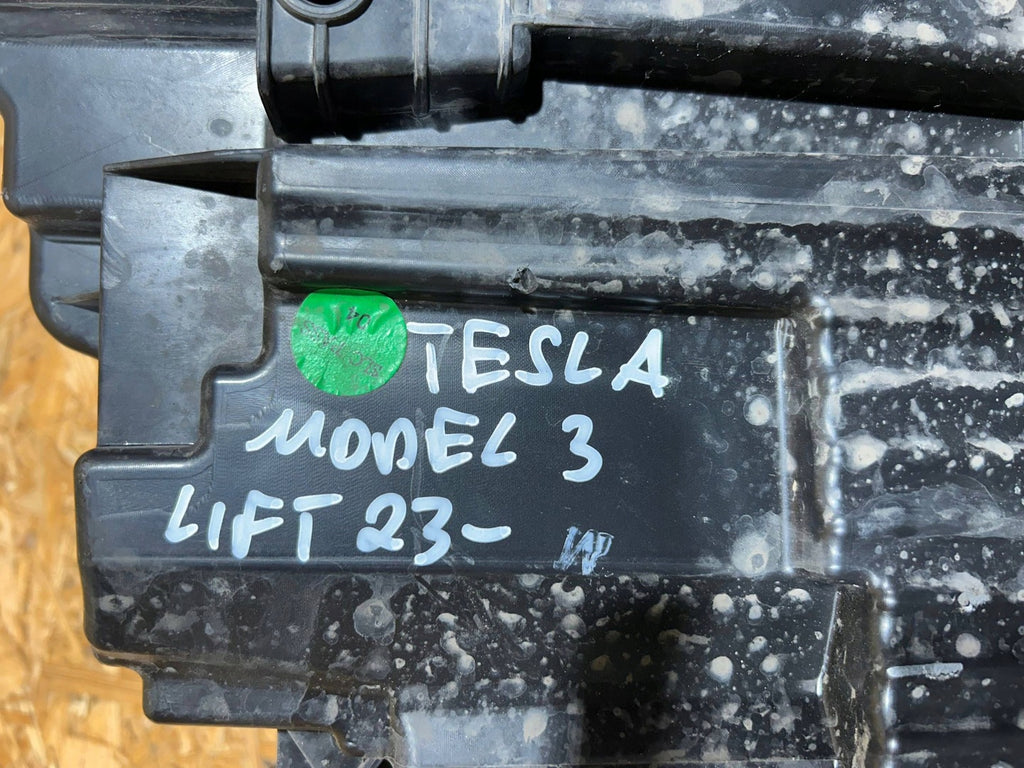 TESLA
MODEL 3
LIFT 23-
W